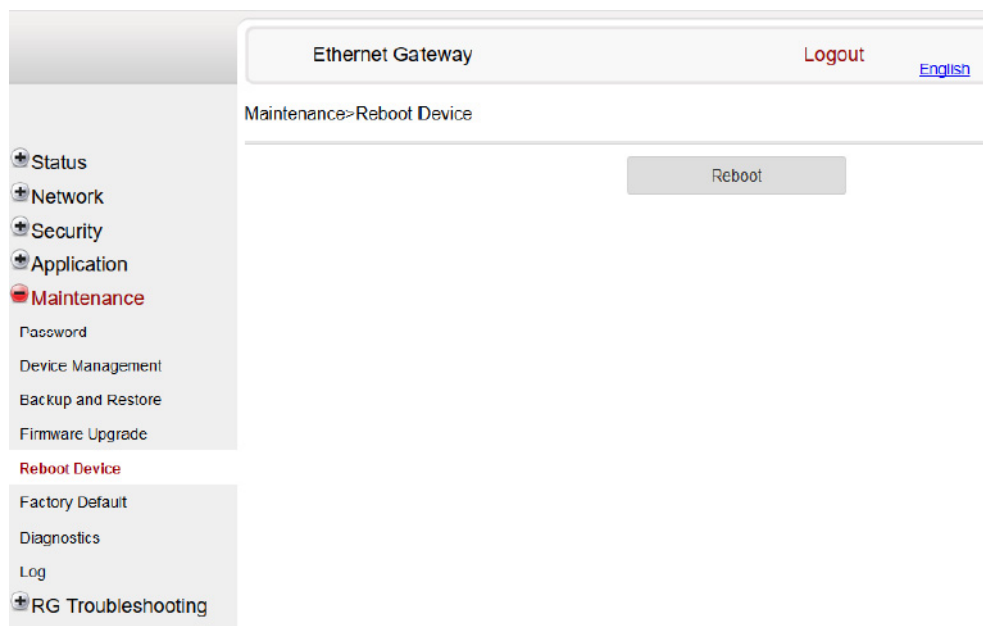 Ethernet Gateway
Logout
English
Maintenance>Reboot Device
Reboot
Status
Network
Security
Application
Maintenance
Password
Device Management
Backup and Restore
Firmware Upgrade
Reboot Device
Factory Default
Diagnostics
Log
RG Troubleshooting